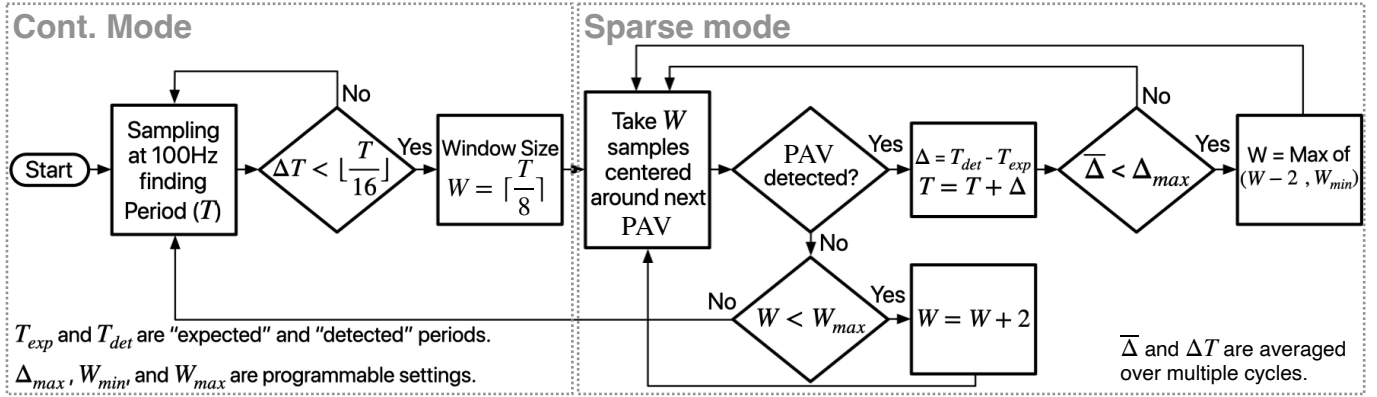 Cont. Mode
Sparse mode
Start
Sampling
at 100Hz
finding
Period (T)
No
ΔT < ⌊T/16⌋
Yes
Window Size
W = ⌈T/8⌉
Take W
samples
centered
around next
PAV
PAV
detected?
Yes
No
Δ = T_det - T_exp
T = T + Δ
No
Δ̅ < Δ_max
Yes
W = Max of
(W − 2 , W_min)
No
W < W_max
Yes
W = W + 2
T_exp and T_det are “expected” and “detected” periods.
Δ_max , W_min, and W_max are programmable settings.
Δ̅ and ΔT are averaged
over multiple cycles.